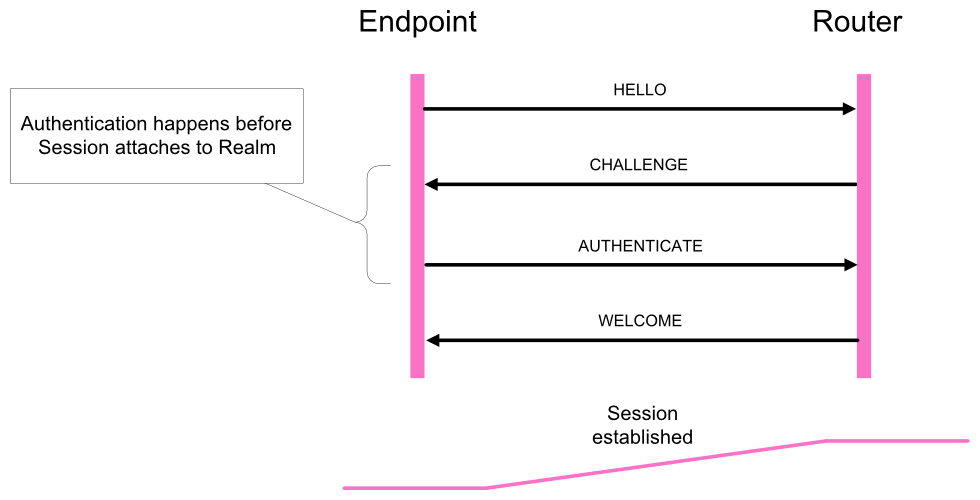 Endpoint
Router
HELLO
Authentication happens before
Session attaches to Realm
CHALLENGE
AUTHENTICATE
WELCOME
Session
established